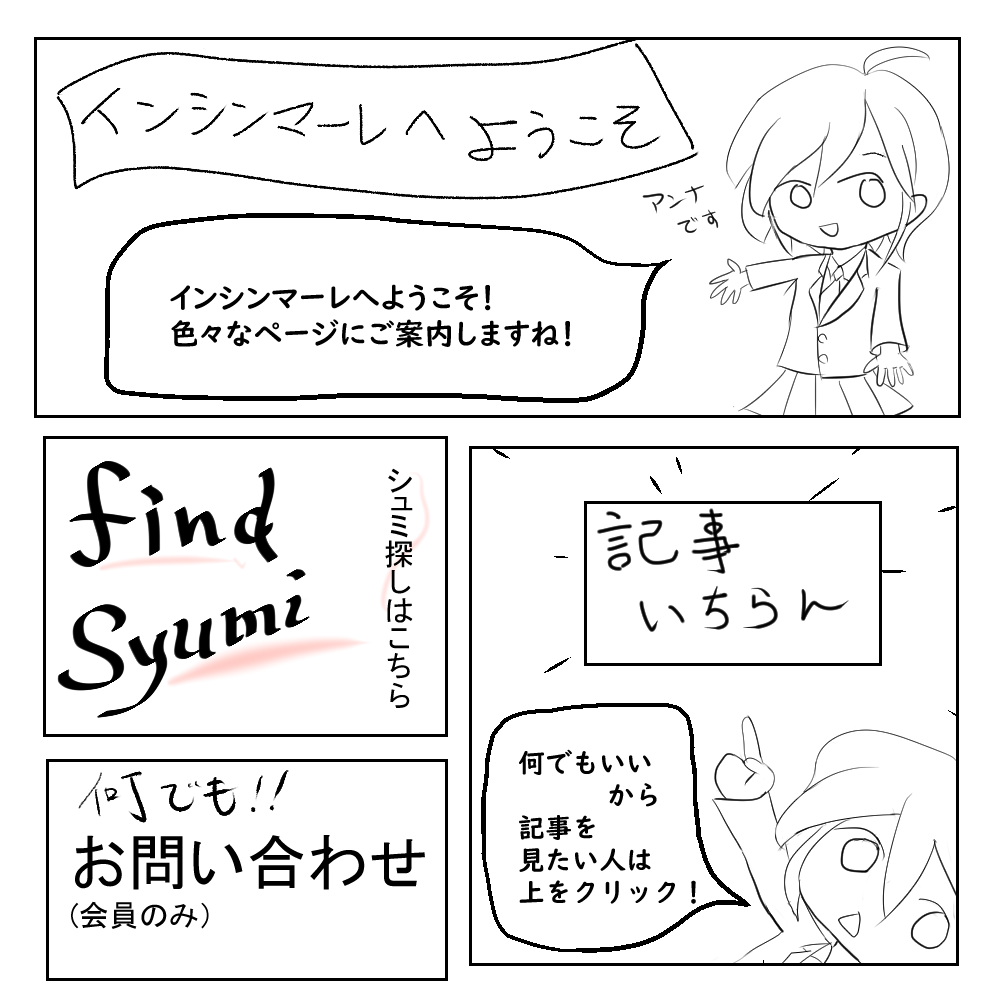 インシンマーレへようこそ
アンナ
です
インシンマーレへようこそ!
色々なページにご案内しますね!
find
Syumi
シュミ探しはこちら
記事
いちらん
何でもいい
から
記事を
見たい人は
上をクリック!
何でも!!
お問い合わせ
(会員のみ)